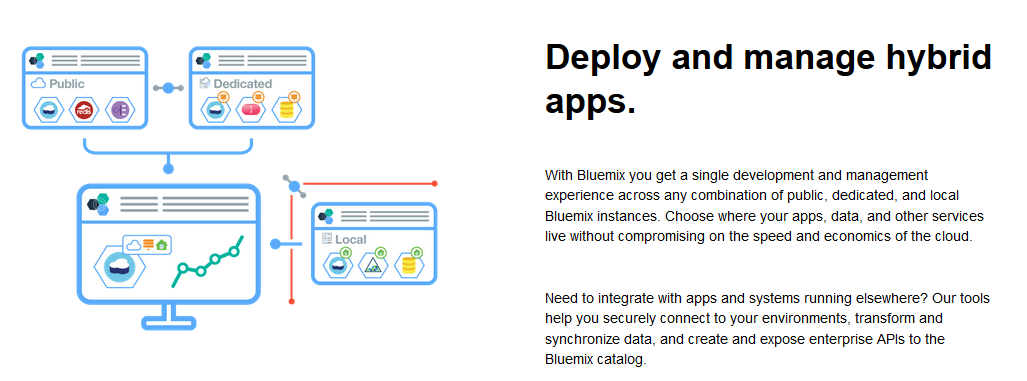 Deploy and manage hybrid
apps.
Public
Dedicated
redis
Local
With Bluemix you get a single development and management
experience across any combination of public, dedicated, and local
Bluemix instances. Choose where your apps, data, and other services
live without compromising on the speed and economics of the cloud.
Need to integrate with apps and systems running elsewhere? Our tools
help you securely connect to your environments, transform and
synchronize data, and create and expose enterprise APIs to the
Bluemix catalog.